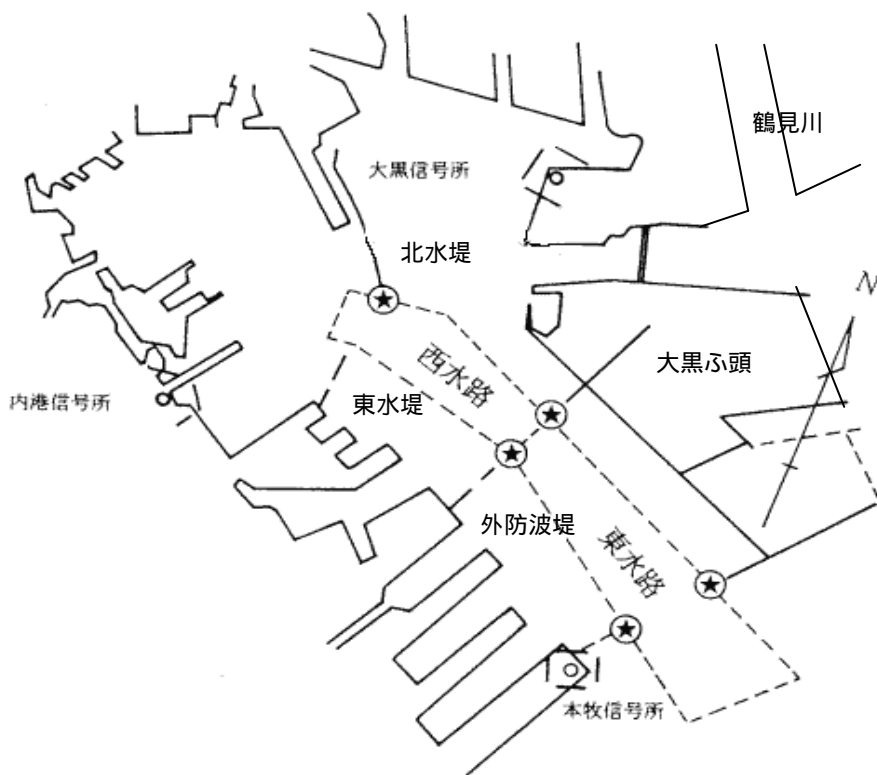 鶴見川
大黒信号所
北水堤
N
西水路
大黒ふ頭
内港信号所
東水堤
外防波堤
東水路
本牧信号所